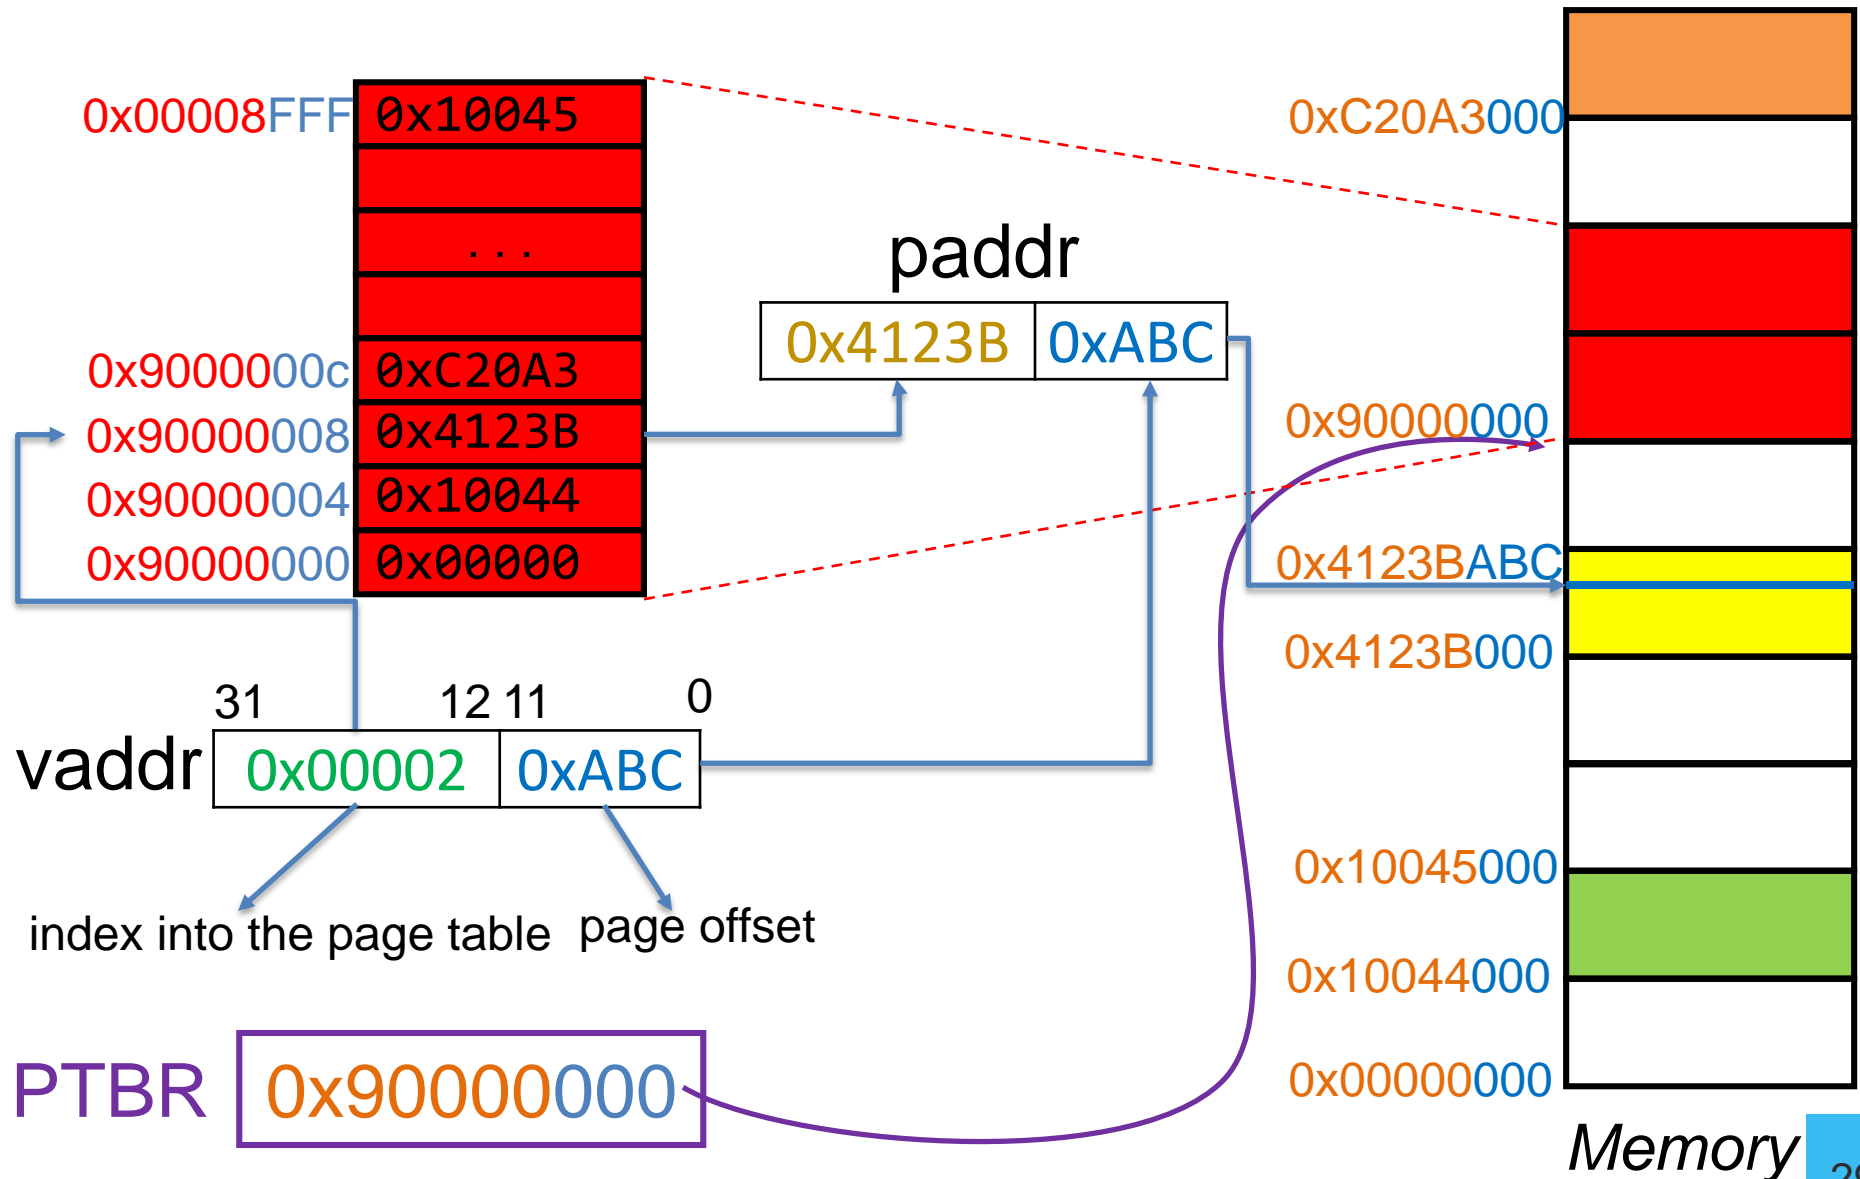 0x00008FFF 0x10045
0xC20A3000
. . .
paddr
0x4123B 0xABC
0x9000000c 0xC20A3
0x90000008 0x4123B
0x90000000
0x90000004 0x10044
0x90000000 0x00000
0x4123BABC
0x4123B000
31 12 11 0
vaddr 0x00002 0xABC
0x10045000
index into the page table page offset
0x10044000
PTBR 0x90000000
0x00000000
Memory